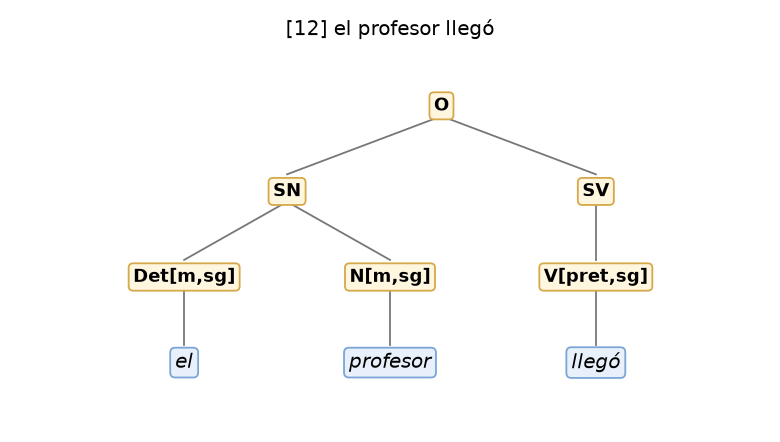 [12] el profesor llegó
O
SN SV
Det[m,sg] N[m,sg] V[pret,sg]
el profesor llegó